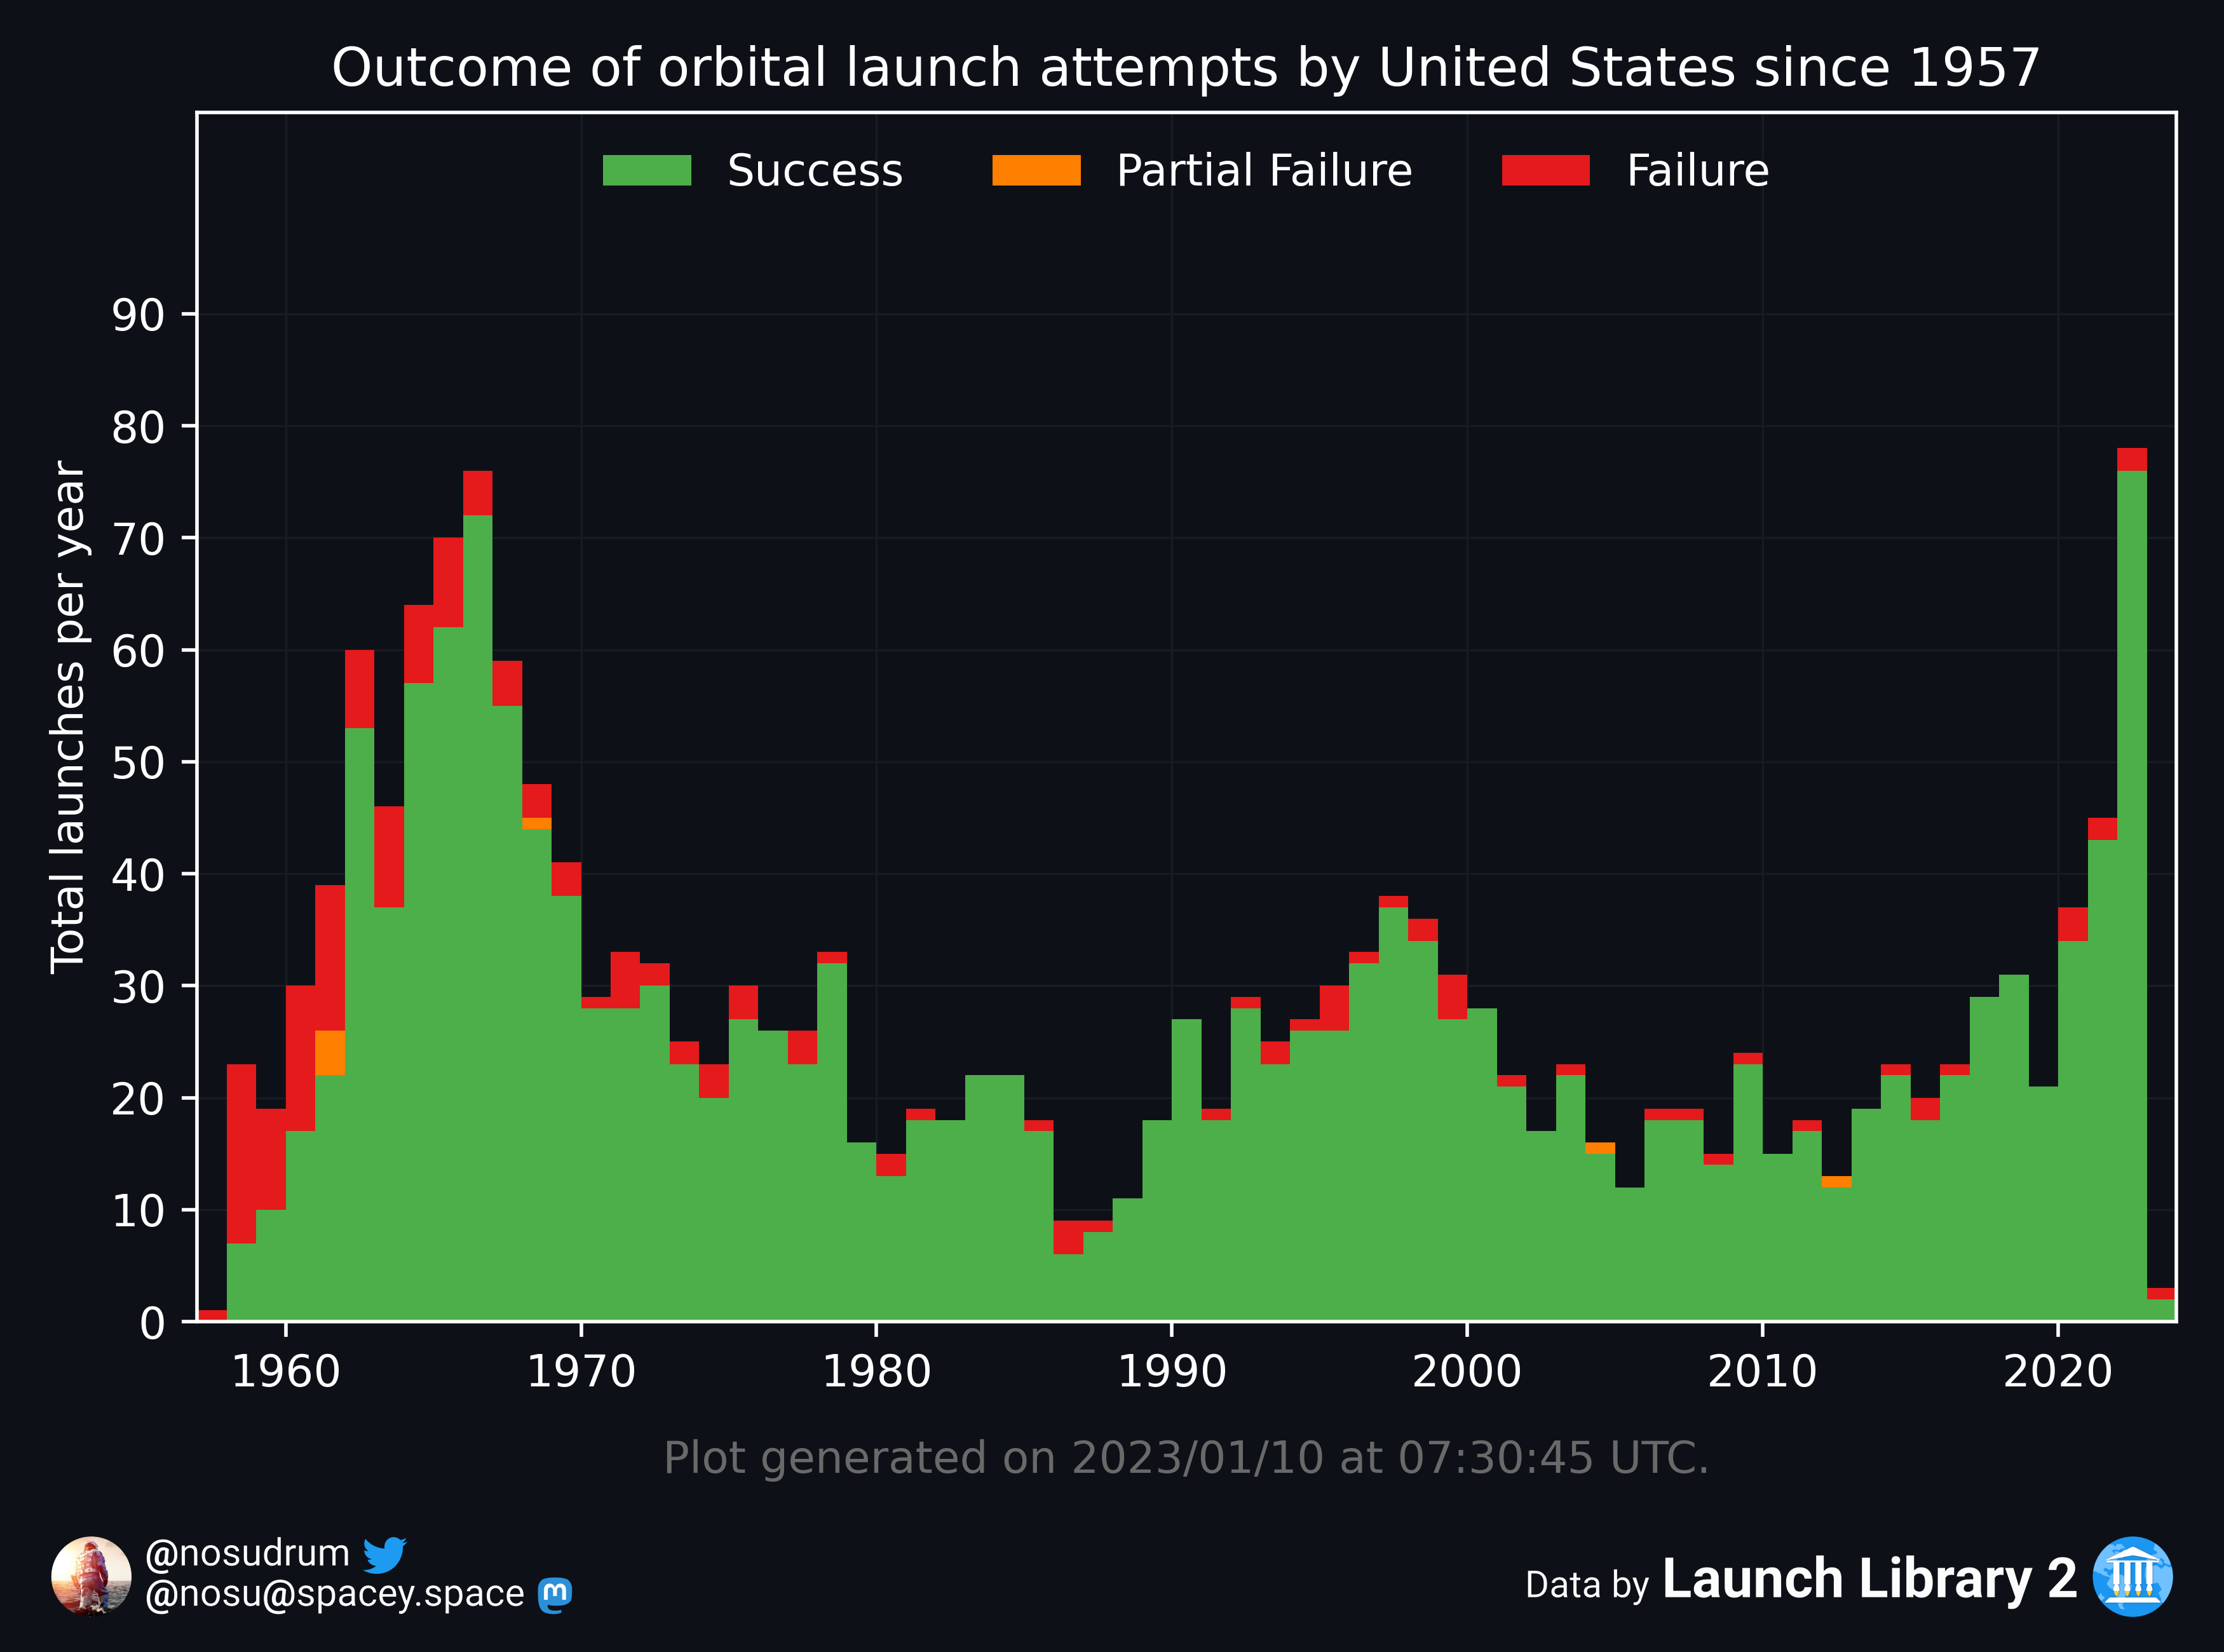 Outcome of orbital launch attempts by United States since 1957
Success Partial Failure Failure
Total launches per year
90
80
70
60
50
40
30
20
10
0
1960 1970 1980 1990 2000 2010 2020
Plot generated on 2023/01/10 at 07:30:45 UTC.
@nosudrum
@nosu@spacey.space
Data by Launch Library 2